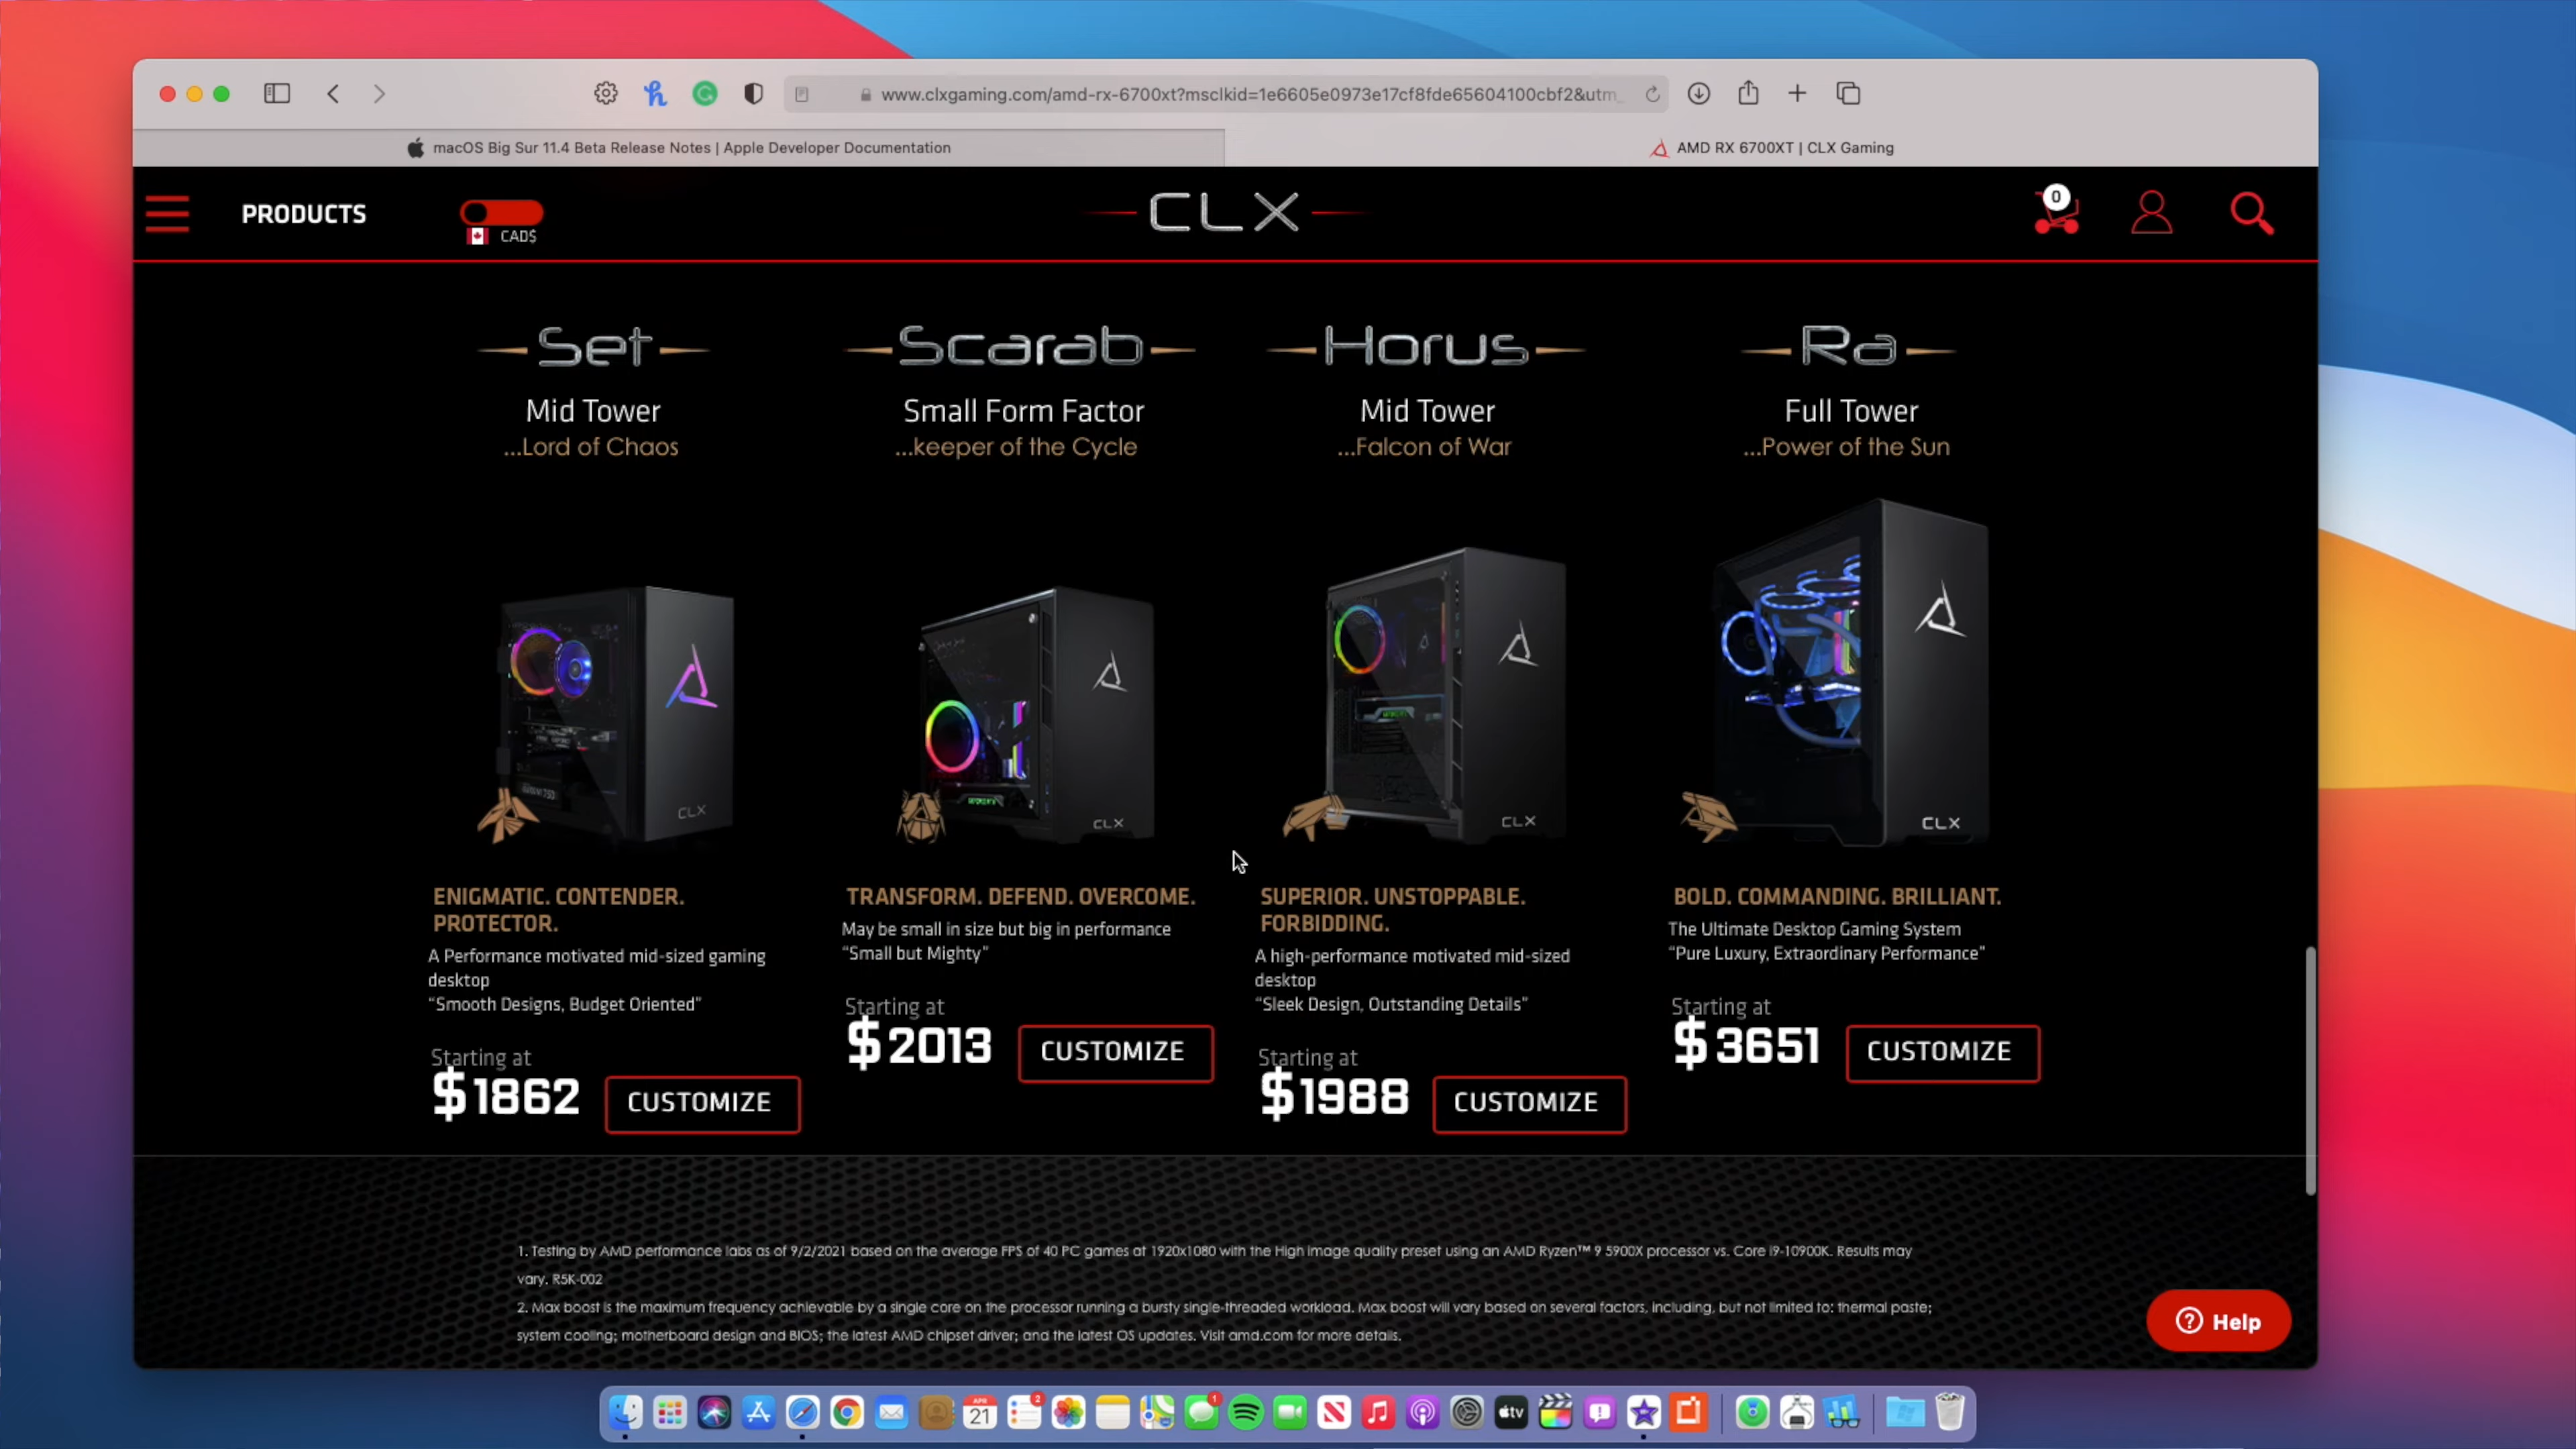 www.clxgaming.com/amd-rx-6700xt?msclkid=1e6605e0973e17cf8fde65604100cbf2&utm_
macOS Big Sur 11.4 Beta Release Notes | Apple Developer Documentation
AMD RX 6700XT | CLX Gaming
PRODUCTS
CAD$
CLX
0
Set
Mid Tower
...Lord of Chaos
Scarab
Small Form Factor
...keeper of the Cycle
Horus
Mid Tower
...Falcon of War
Ra
Full Tower
...Power of the Sun
CLX
CLX
CLX
CLX
ENIGMATIC. CONTENDER.
PROTECTOR.
A Performance motivated mid-sized gaming
desktop
“Smooth Designs, Budget Oriented”
Starting at
$1862
CUSTOMIZE
TRANSFORM. DEFEND. OVERCOME.
May be small in size but big in performance
“Small but Mighty”
Starting at
$2013
CUSTOMIZE
SUPERIOR. UNSTOPPABLE.
FORBIDDING.
A high-performance motivated mid-sized
desktop
“Sleek Design, Outstanding Details”
Starting at
$1988
CUSTOMIZE
BOLD. COMMANDING. BRILLIANT.
The Ultimate Desktop Gaming System
“Pure Luxury, Extraordinary Performance”
Starting at
$3651
CUSTOMIZE
1. Testing by AMD performance labs as of 9/2/2021 based on the average FPS of 40 PC games at 1920x1080 with the High image quality preset using an AMD Ryzen™ 9 5900X processor vs. Core i9-10900K. Results may
vary. R5K-002
2. Max boost is the maximum frequency achievable by a single core on the processor running a bursty single-threaded workload. Max boost will vary based on several factors, including, but not limited to: thermal paste;
system cooling; motherboard design and BIOS; the latest AMD chipset driver; and the latest OS updates. Visit amd.com for more details.
Help
APR
21
2
1
tv